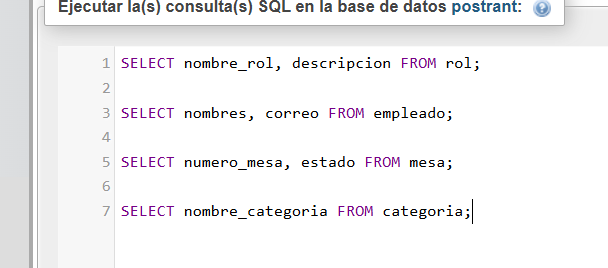 Ejecutar la(s) consulta(s) SQL en la base de datos postrant:
1 SELECT nombre_rol, descripcion FROM rol;
2
3 SELECT nombres, correo FROM empleado;
4
5 SELECT numero_mesa, estado FROM mesa;
6
7 SELECT nombre_categoria FROM categoria;